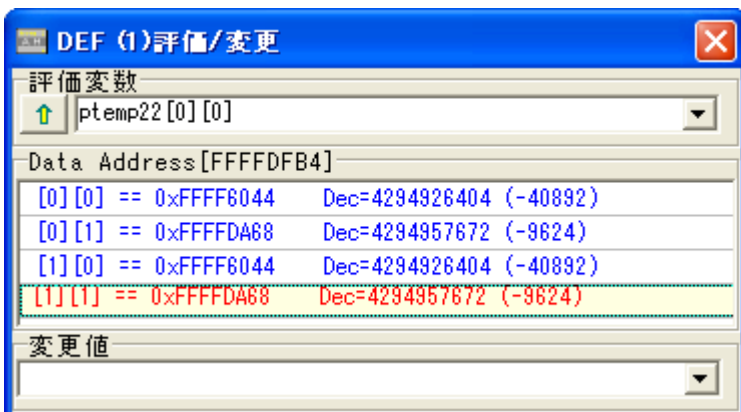 DEF (1)評価/変更
評価変数
ptemp22[0][0]
Data Address[FFFFDFB4]
[0][0] == 0xFFFF6044 Dec=4294926404 (-40892)
[0][1] == 0xFFFFDA68 Dec=4294957672 (-9624)
[1][0] == 0xFFFF6044 Dec=4294926404 (-40892)
[1][1] == 0xFFFFDA68 Dec=4294957672 (-9624)
変更値